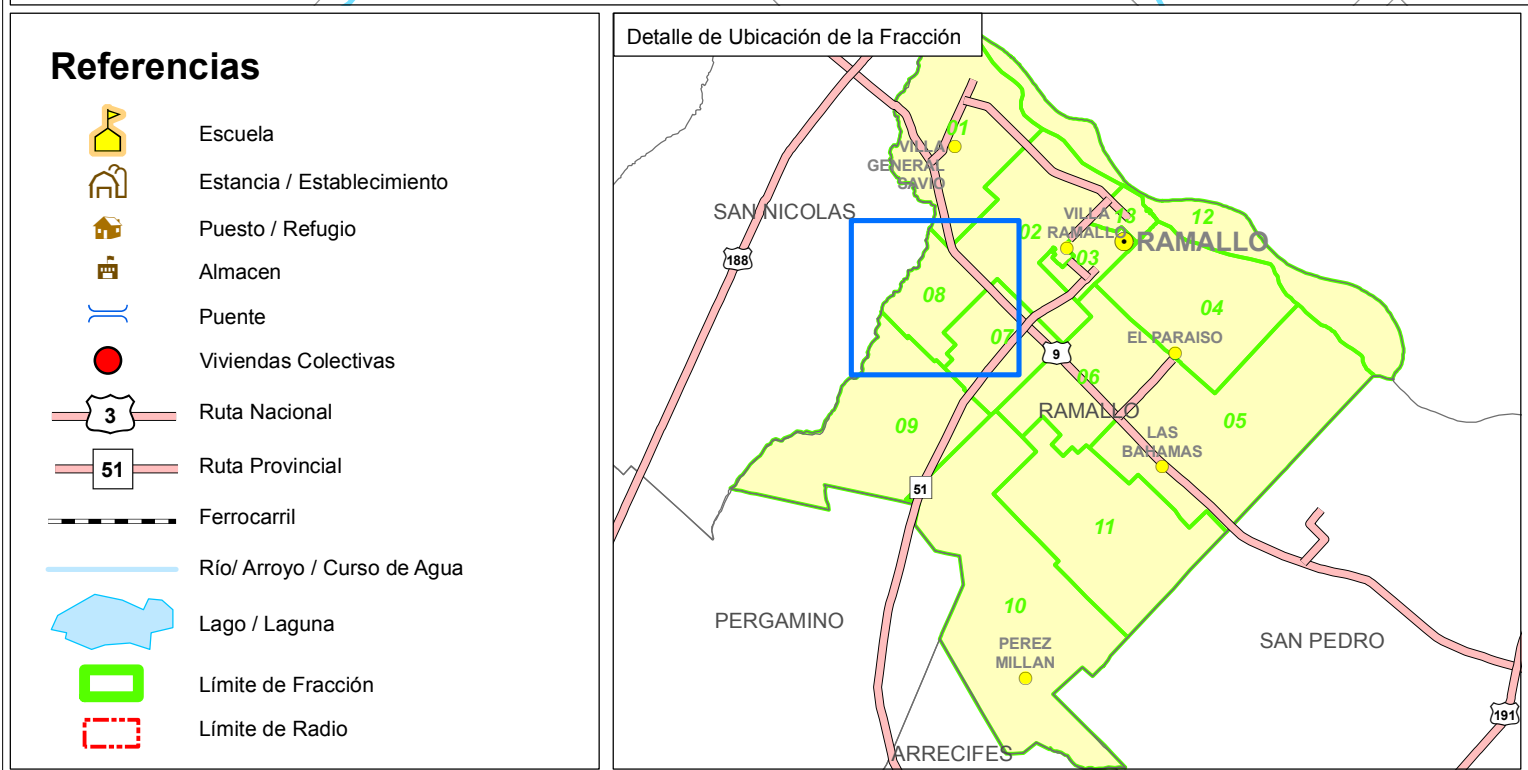 Referencias
Escuela
Estancia / Establecimiento
Puesto / Refugio
Almacen
Puente
Viviendas Colectivas
3
Ruta Nacional
51
Ruta Provincial
Ferrocarril
Río/ Arroyo / Curso de Agua
Lago / Laguna
Límite de Fracción
Límite de Radio
Detalle de Ubicación de la Fracción
01
VILLA
GENERAL
SAVIO
SAN NICOLAS
188
02
VILLA
RAMALLO
13
12
RAMALLO
03
08
04
07
EL PARAISO
9
06
RAMALLO
09
05
LAS
BAHAMAS
51
11
10
PERGAMINO
PEREZ
MILLAN
SAN PEDRO
191
ARRECIFES